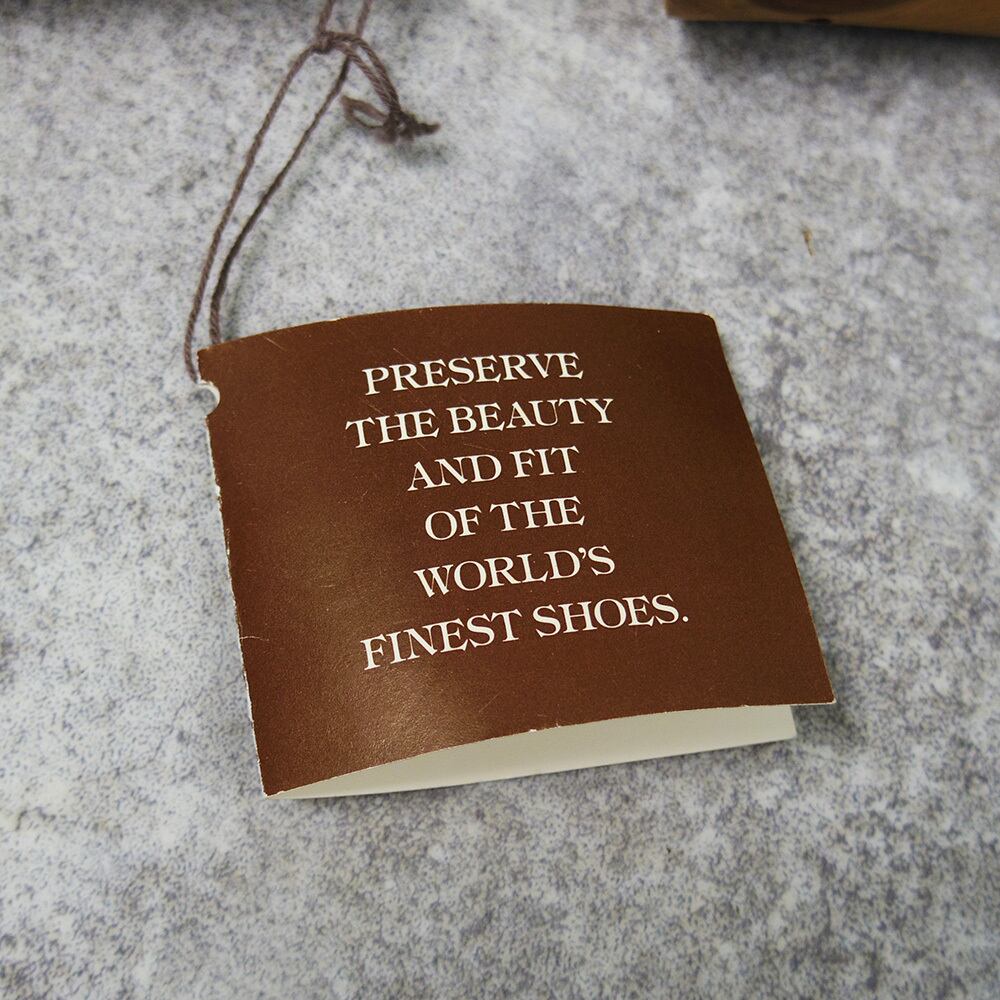 PRESERVE
THE BEAUTY
AND FIT
OF THE
WORLD'S
FINEST SHOES.